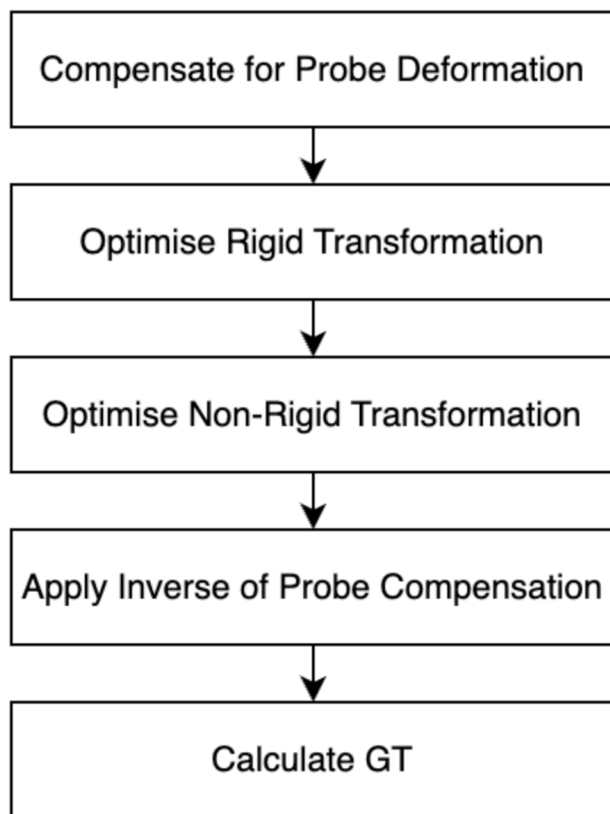 Compensate for Probe Deformation
Optimise Rigid Transformation
Optimise Non-Rigid Transformation
Apply Inverse of Probe Compensation
Calculate GT